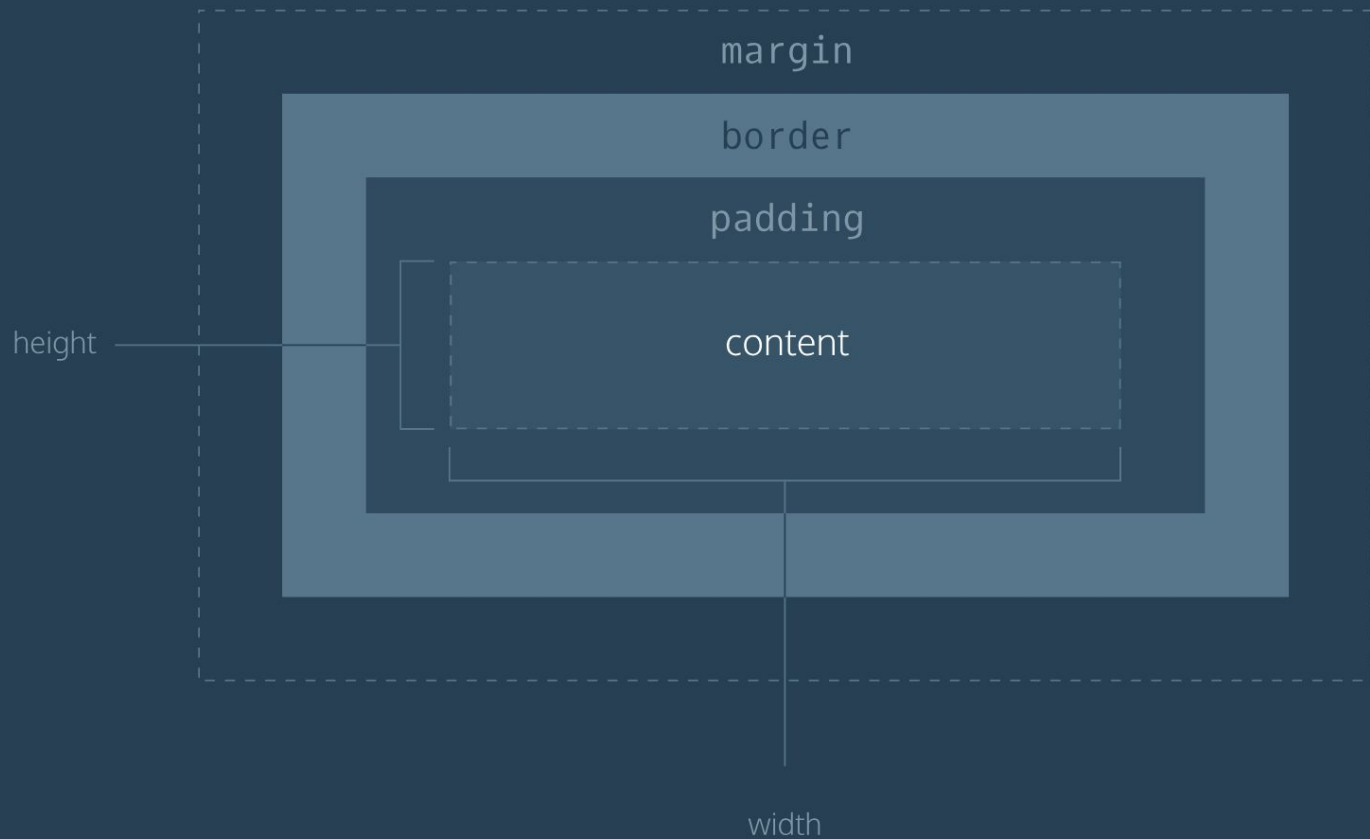 margin
border
padding
height
content
width